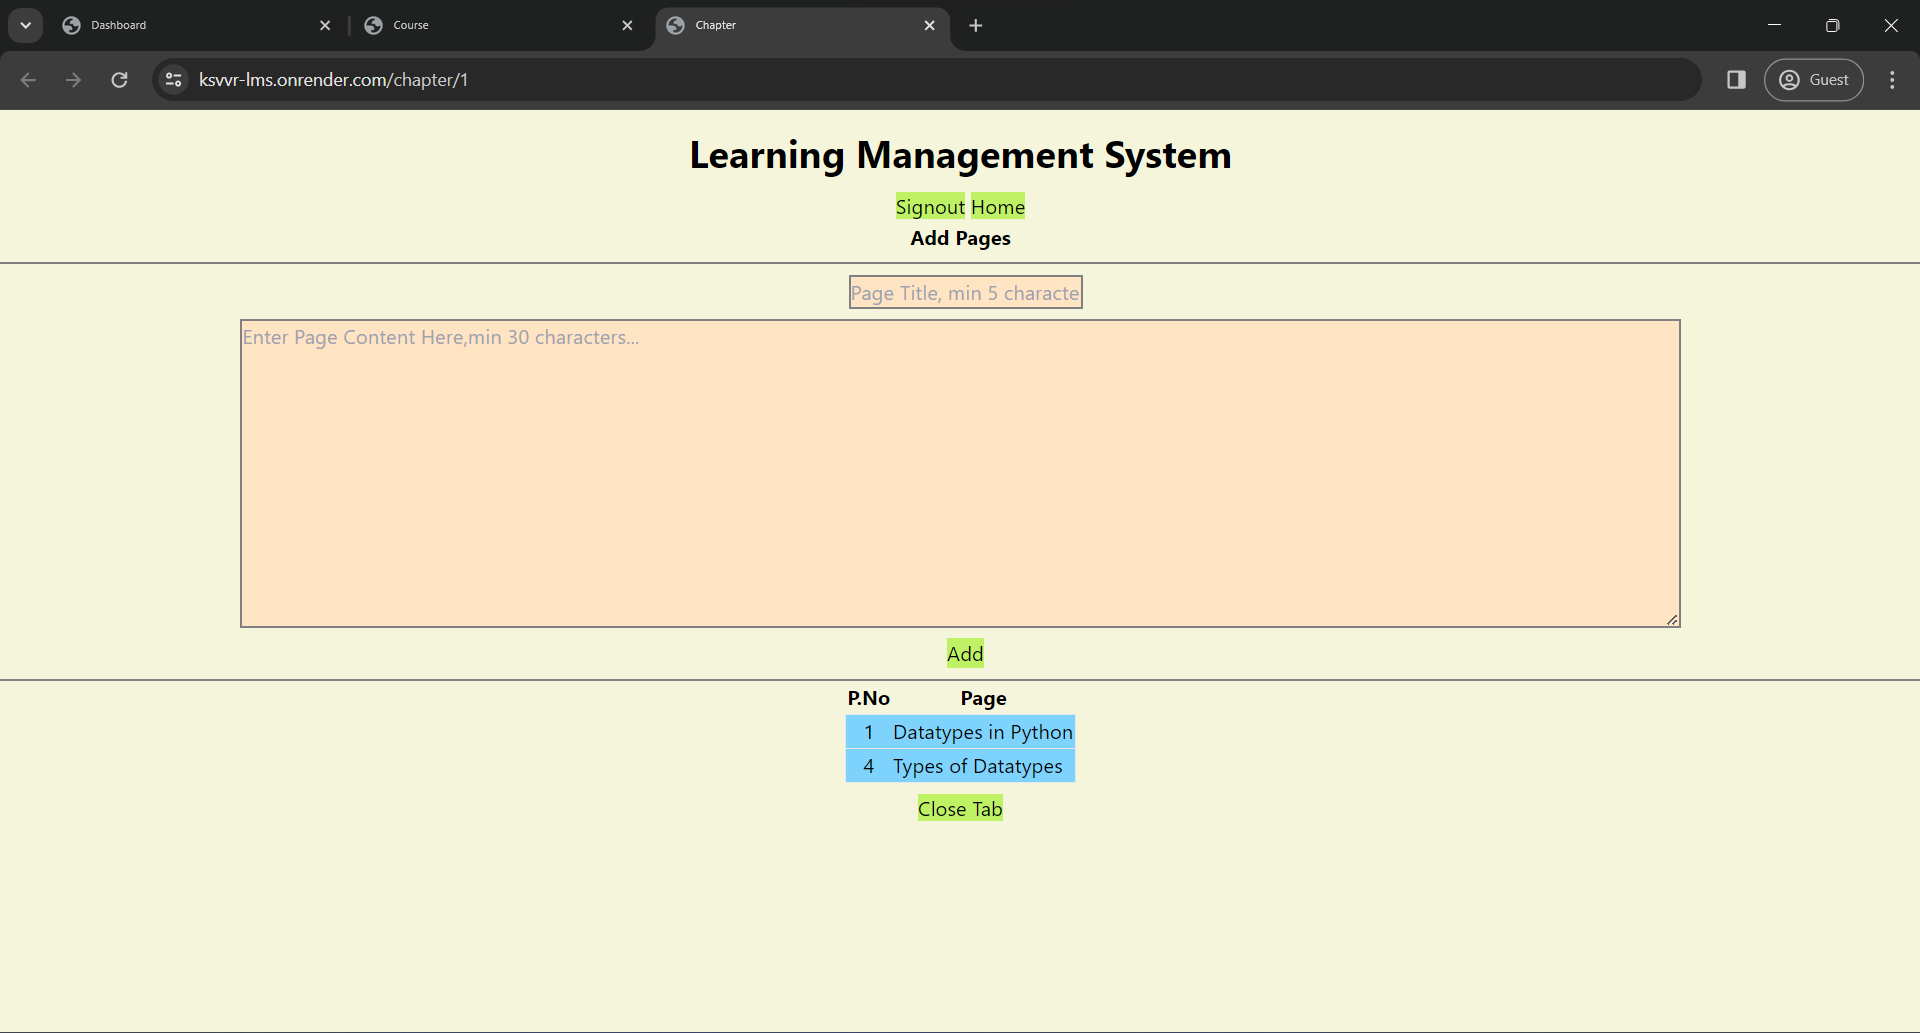 Dashboard
Course
Chapter
ksvvr-lms.onrender.com/chapter/1
Guest
Learning Management System
Signout Home
Add Pages
Page Title, min 5 characte
Enter Page Content Here,min 30 characters...
Add
P.No Page
1 Datatypes in Python
4 Types of Datatypes
Close Tab